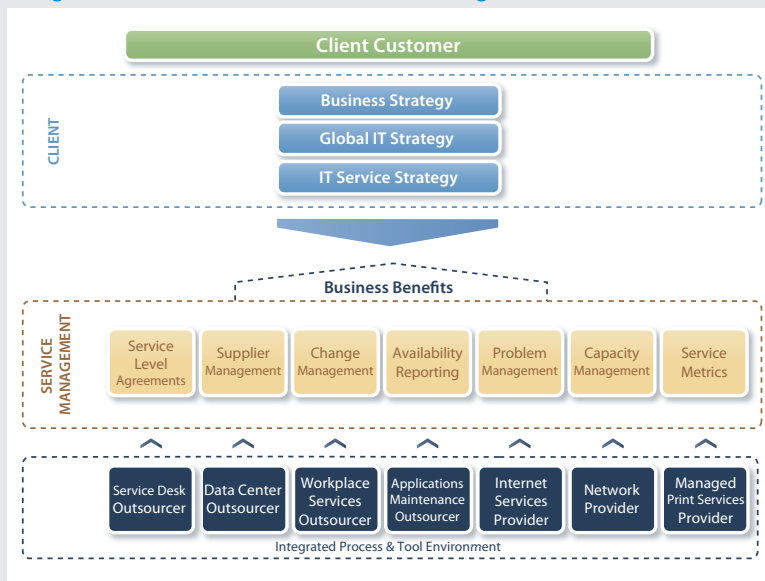 Client Customer
CLIENT
Business Strategy
Global IT Strategy
IT Service Strategy
Business Benefits
SERVICE
MANAGEMENT
Service
Level
Agreements
Supplier
Management
Change
Management
Availability
Reporting
Problem
Management
Capacity
Management
Service
Metrics
Service Desk
Outsourcer
Data Center
Outsourcer
Workplace
Services
Outsourcer
Applications
Maintenance
Outsourcer
Internet
Services
Provider
Network
Provider
Managed
Print Services
Provider
Integrated Process & Tool Environment